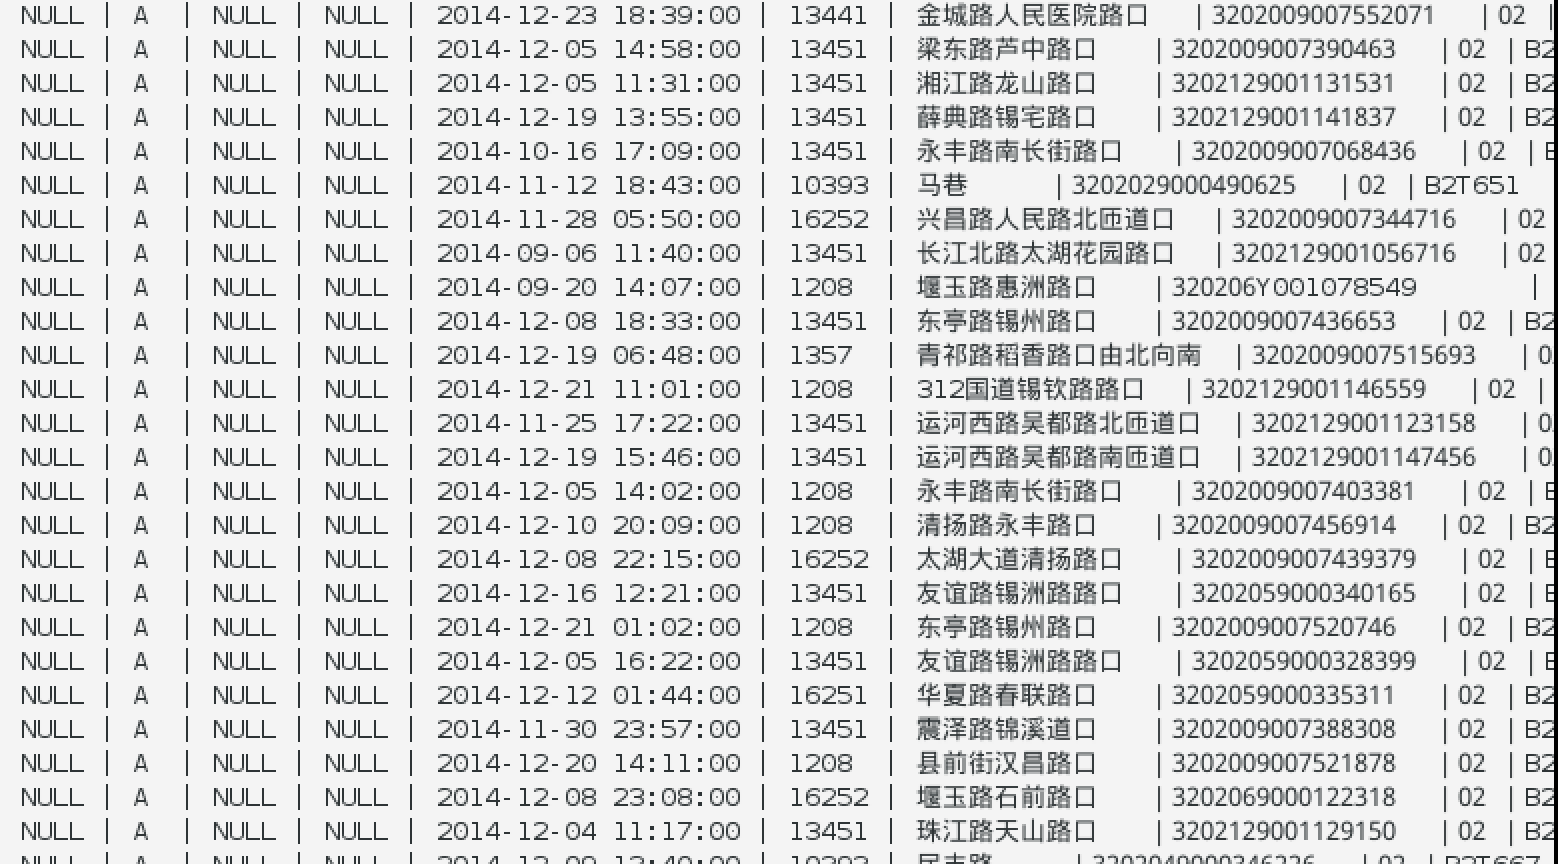 NULL | A | NULL | NULL | 2014-12-23 18:39:00 | 13441 | 金城路人民医院路口 | 3202009007552071 | 02 |
NULL | A | NULL | NULL | 2014-12-05 14:58:00 | 13451 | 梁东路芦中路口 | 3202009007390463 | 02 | B2
NULL | A | NULL | NULL | 2014-12-05 11:31:00 | 13451 | 湘江路龙山路口 | 3202129001131531 | 02 | B2
NULL | A | NULL | NULL | 2014-12-19 13:55:00 | 13451 | 薛典路锡宅路口 | 3202129001141837 | 02 | B2
NULL | A | NULL | NULL | 2014-10-16 17:09:00 | 13451 | 永丰路南长街路口 | 3202009007068436 | 02 |
NULL | A | NULL | NULL | 2014-11-12 18:43:00 | 10393 | 马巷 | 3202029000490625 | 02 | B2T651
NULL | A | NULL | NULL | 2014-11-28 05:50:00 | 16252 | 兴昌路人民路北匝道口 | 3202009007344716 | 02
NULL | A | NULL | NULL | 2014-09-06 11:40:00 | 13451 | 长江北路太湖花园路口 | 3202129001056716 | 02
NULL | A | NULL | NULL | 2014-09-20 14:07:00 | 1208 | 堰玉路惠洲路口 | 320206Y001078549 |
NULL | A | NULL | NULL | 2014-12-08 18:33:00 | 13451 | 东亭路锡州路口 | 3202009007436653 | 02 | B2
NULL | A | NULL | NULL | 2014-12-19 06:48:00 | 1357 | 青祁路稻香路口由北向南 | 3202009007515693 | 0
NULL | A | NULL | NULL | 2014-12-21 11:01:00 | 1208 | 312国道锡钦路路口 | 3202129001146559 | 02 |
NULL | A | NULL | NULL | 2014-11-25 17:22:00 | 13451 | 运河西路吴都路北匝道口 | 3202129001123158 | 0
NULL | A | NULL | NULL | 2014-12-19 15:46:00 | 13451 | 运河西路吴都路南匝道口 | 3202129001147456 | 0
NULL | A | NULL | NULL | 2014-12-05 14:02:00 | 1208 | 永丰路南长街路口 | 3202009007403381 | 02 |
NULL | A | NULL | NULL | 2014-12-10 20:09:00 | 1208 | 清扬路永丰路口 | 3202009007456914 | 02 | B2
NULL | A | NULL | NULL | 2014-12-08 22:15:00 | 16252 | 太湖大道清扬路口 | 3202009007439379 | 02 |
NULL | A | NULL | NULL | 2014-12-16 12:21:00 | 13451 | 友谊路锡洲路路口 | 3202059000340165 | 02 |
NULL | A | NULL | NULL | 2014-12-21 01:02:00 | 1208 | 东亭路锡州路口 | 3202009007520746 | 02 | B2
NULL | A | NULL | NULL | 2014-12-05 16:22:00 | 13451 | 友谊路锡洲路路口 | 3202059000328399 | 02 |
NULL | A | NULL | NULL | 2014-12-12 01:44:00 | 16251 | 华夏路春联路口 | 3202059000335311 | 02 | B2
NULL | A | NULL | NULL | 2014-11-30 23:57:00 | 13451 | 震泽路锦溪道口 | 3202009007388308 | 02 | B2
NULL | A | NULL | NULL | 2014-12-20 14:11:00 | 1208 | 县前街汉昌路口 | 3202009007521878 | 02 | B2
NULL | A | NULL | NULL | 2014-12-08 23:08:00 | 16252 | 堰玉路石前路口 | 3202069000122318 | 02 | B2
NULL | A | NULL | NULL | 2014-12-04 11:17:00 | 13451 | 珠江路天山路口 | 3202129001129150 | 02 | B2